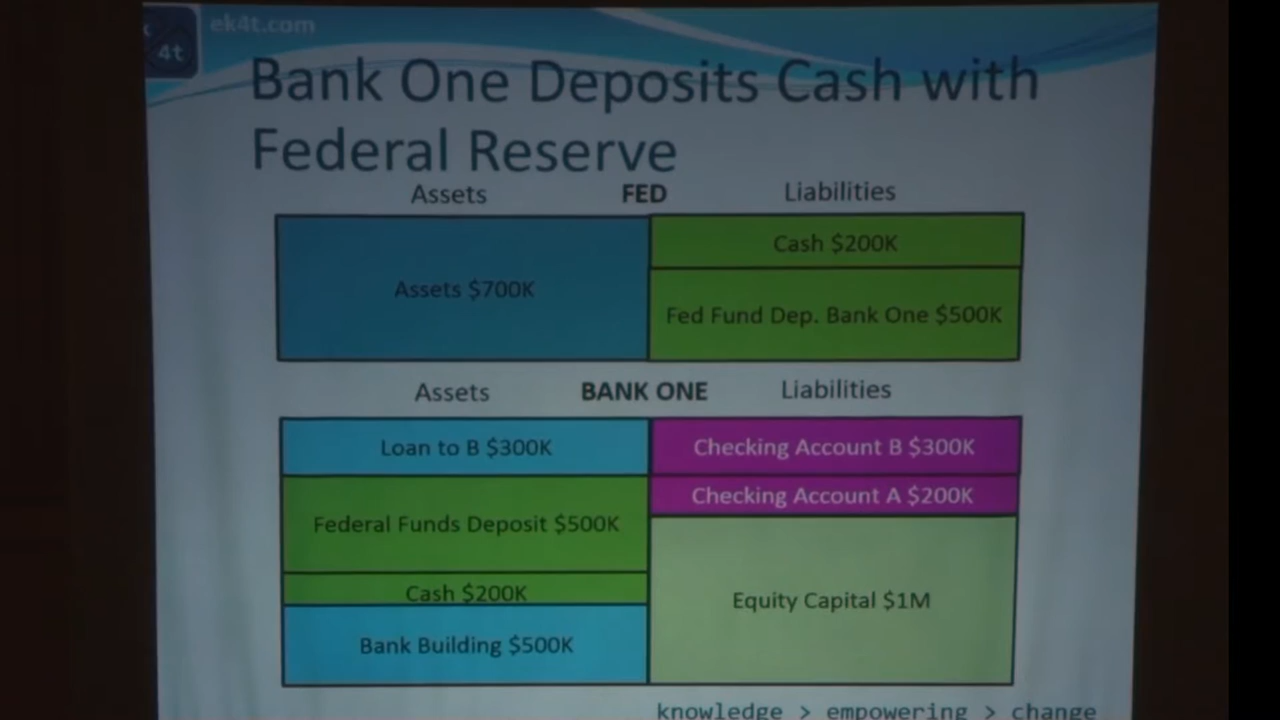 ek4t.com
4t
Bank One Deposits Cash with
Federal Reserve
Assets FED Liabilities
Assets $700K
Cash $200K
Fed Fund Dep. Bank One $500K
Assets BANK ONE Liabilities
Loan to B $300K
Checking Account B $300K
Checking Account A $200K
Federal Funds Deposit $500K
Cash $200K
Equity Capital $1M
Bank Building $500K
knowledge > empowering > change